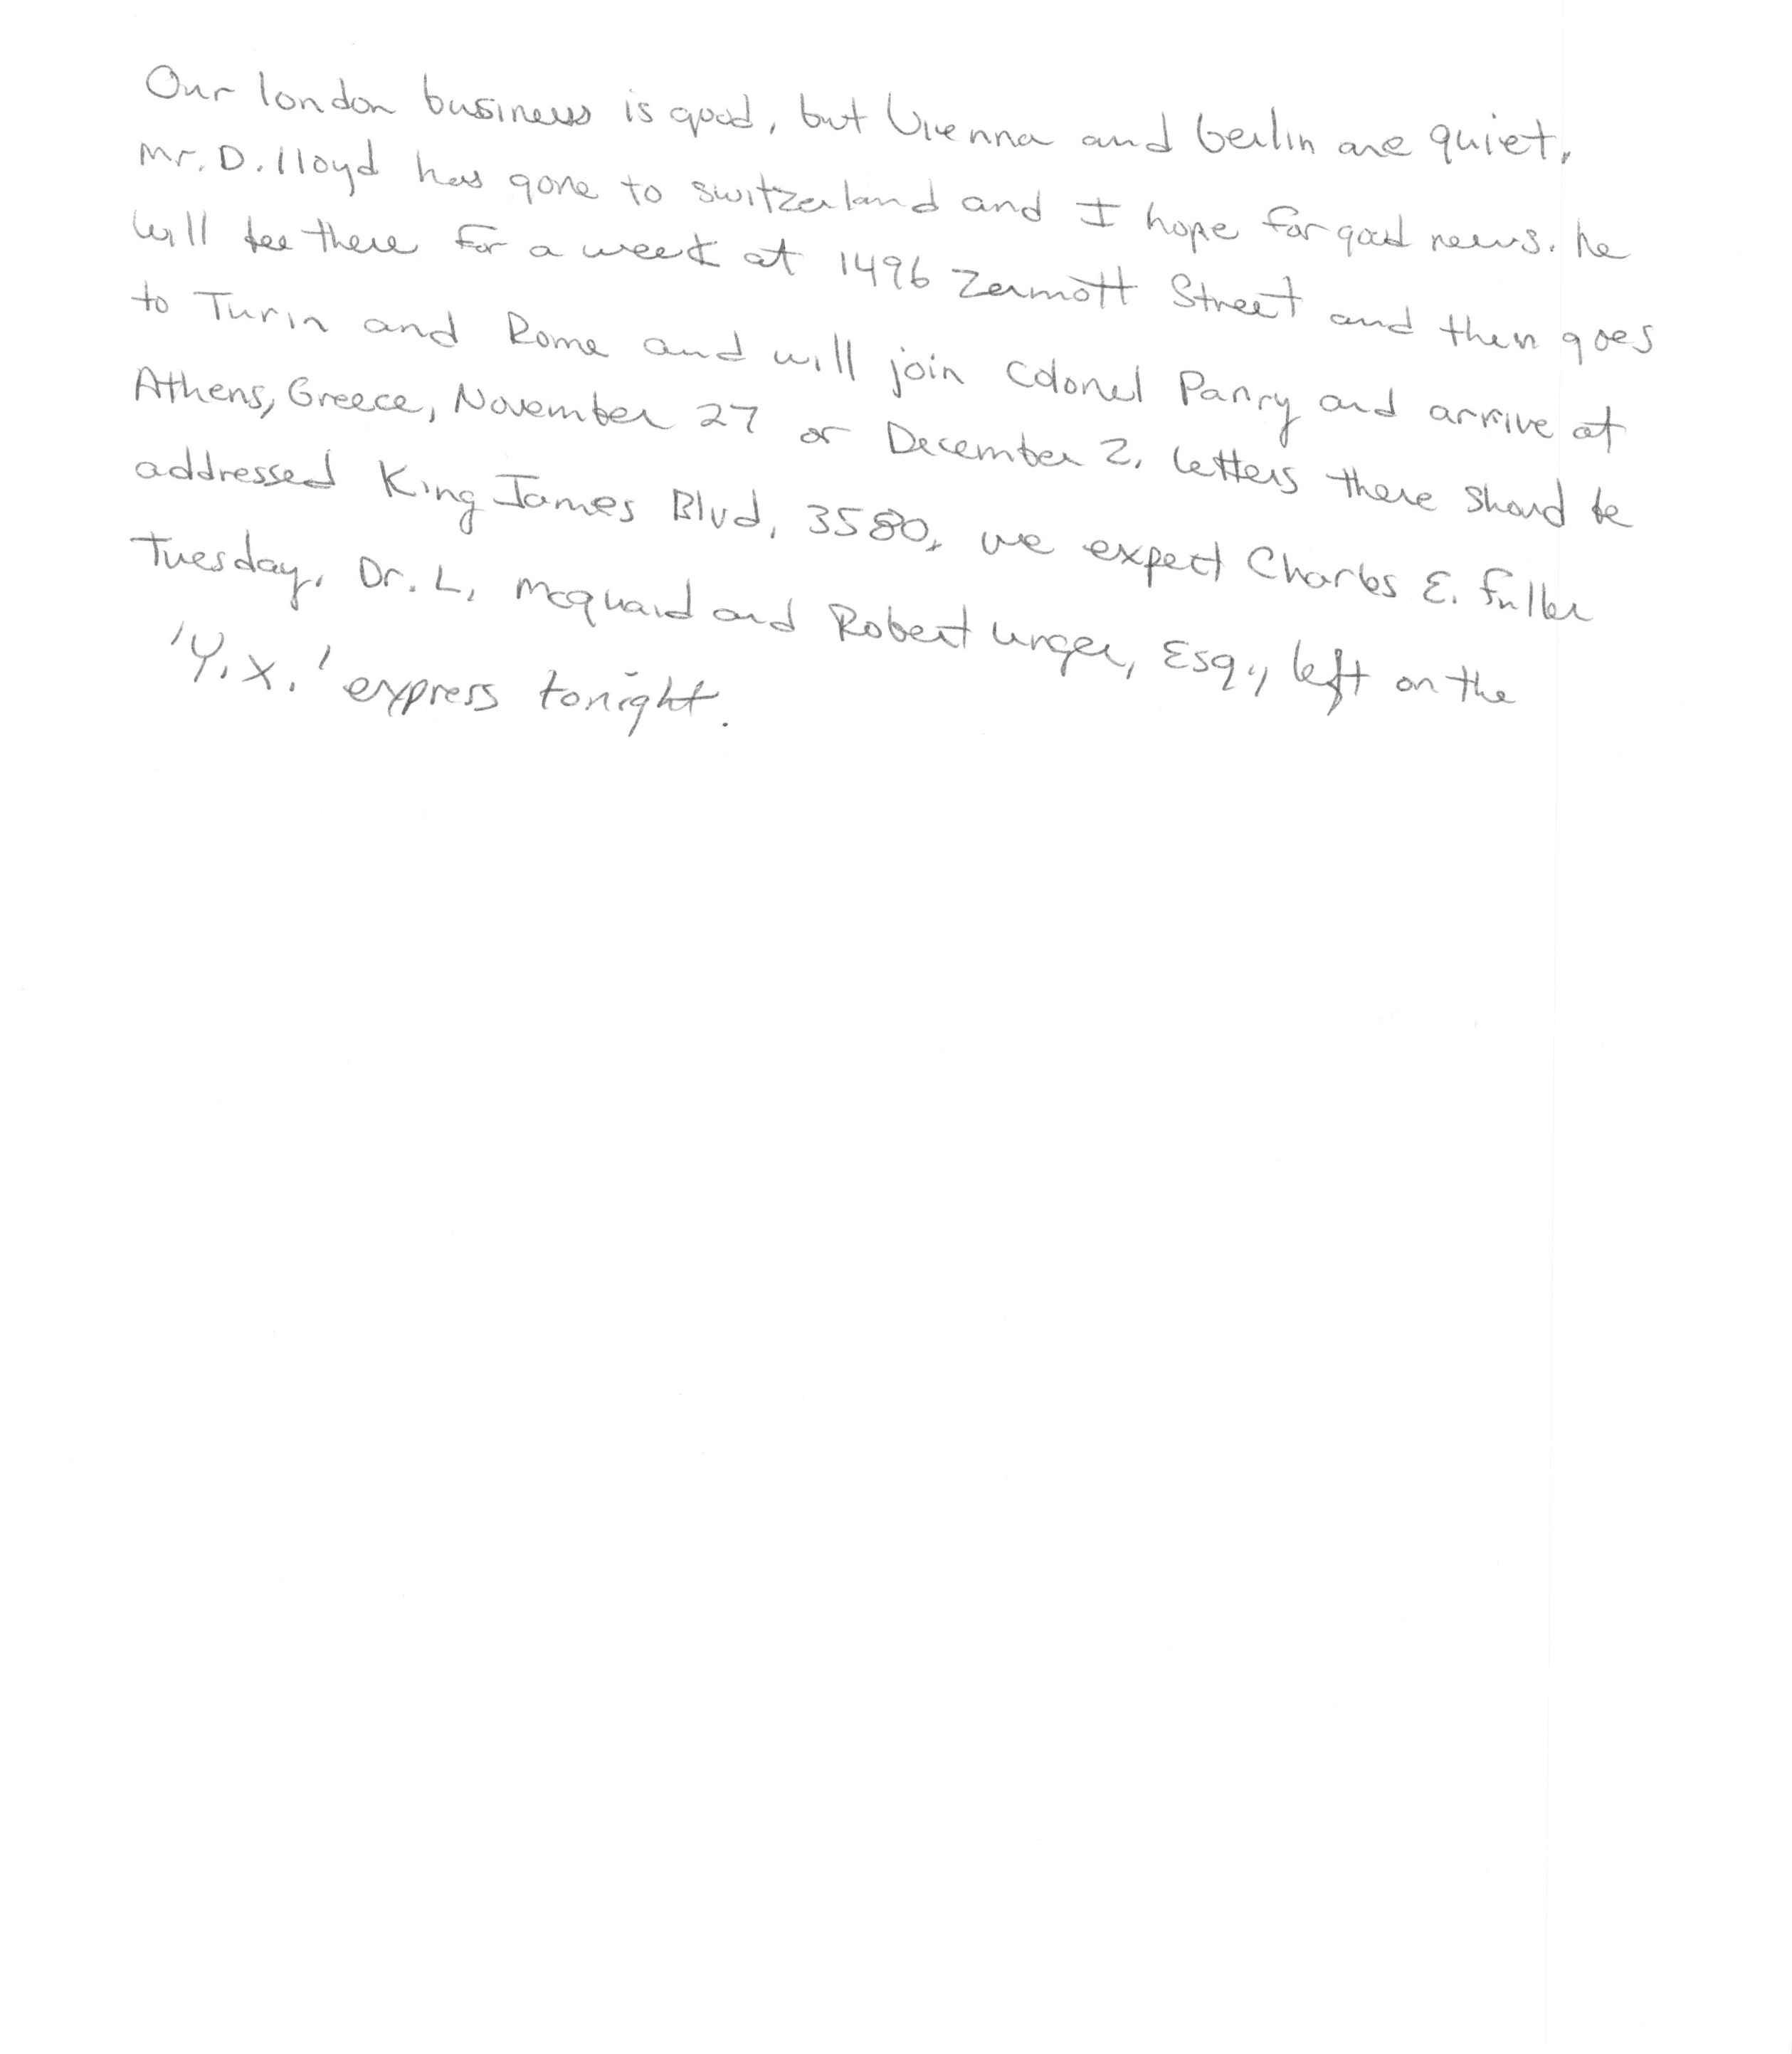 Our london business is good, but Vienna and berlin are quiet.
Mr. D. lloyd has gone to switzerland and I hope for good news. he
will bee there for a week at 1496 Zermott Street and then goes
to Turin and Rome and will join Colonel Parry and arrive at
Athens, Greece, November 27 or December 2. letters there shoud be
addressed King James Blvd. 3580. we expect Charles E. fuller
Tuesday. Dr. L. mcquaid and Robert unger, Esq., left on the
'Y.X.' express tonight.